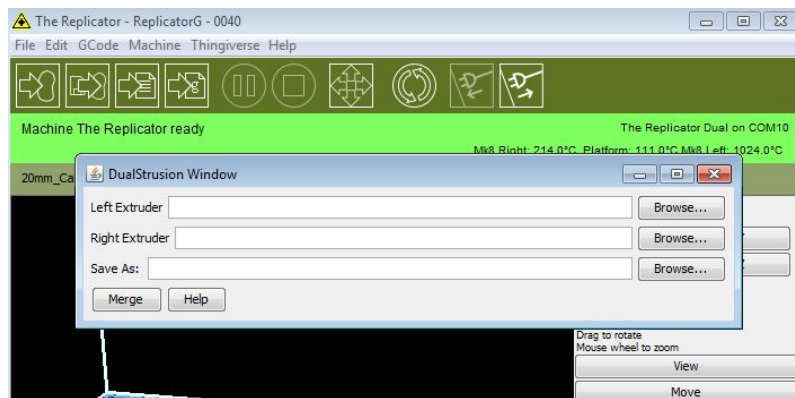 The Replicator - ReplicatorG - 0040
File Edit GCode Machine Thingiverse Help
Machine The Replicator ready
The Replicator Dual on COM10
Mk8 Right: 214.0°C Platform: 111.0°C Mk8 Left: 1024.0°C
20mm_Ca
DualStrusion Window
Left Extruder
Browse...
Right Extruder
Browse...
Save As:
Browse...
Merge
Help
Drag to rotate
Mouse wheel to zoom
View
Move